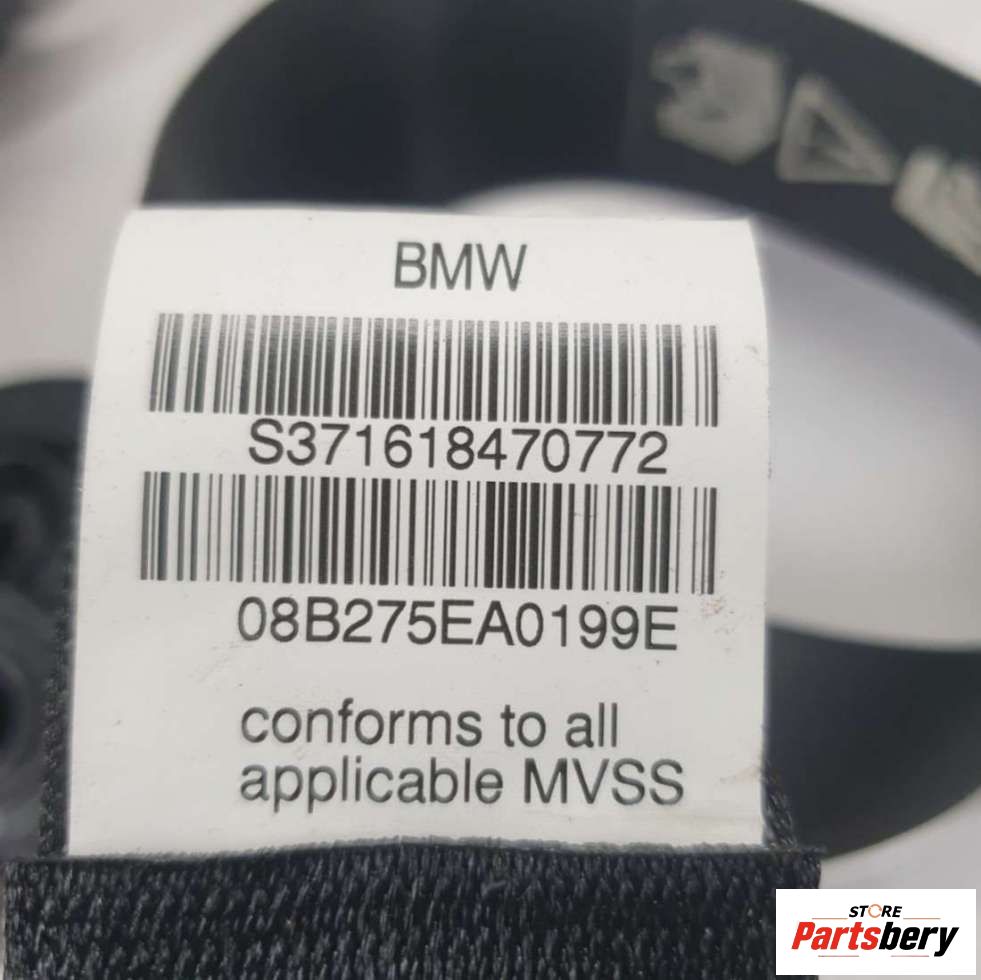 BMW
S371618470772
08B275EA0199E
conforms to all
applicable MVSS
STORE
Partsbery